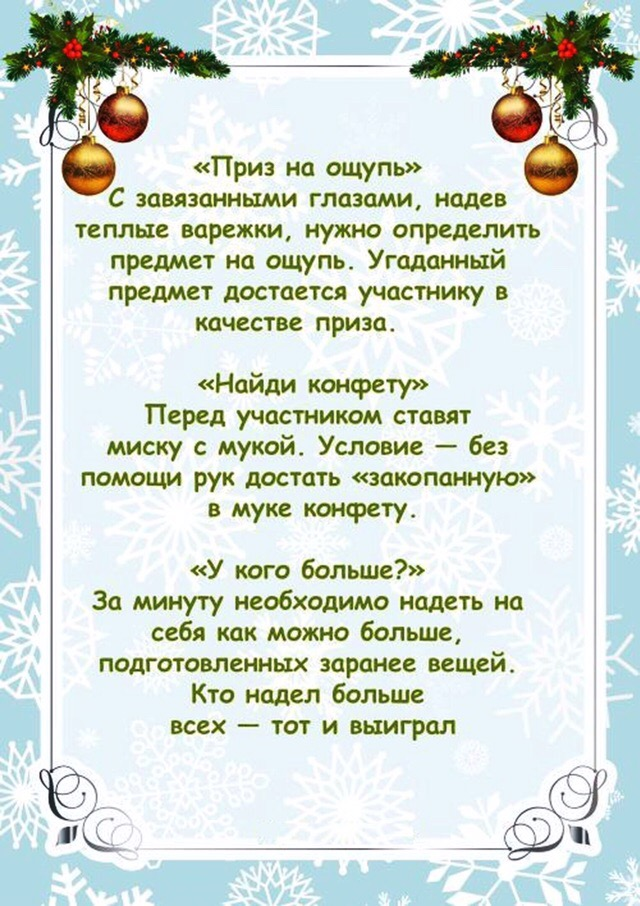 «Приз на ощупь»
С завязанными глазами, надев
теплые варежки, нужно определить
предмет на ощупь. Угаданный
предмет достается участнику в
качестве приза.
«Найди конфету»
Перед участником ставят
миску с мукой. Условие — без
помощи рук достать «закопанную»
в муке конфету.
«У кого больше?»
За минуту необходимо надеть на
себя как можно больше,
подготовленных заранее вещей.
Кто надел больше
всех — тот и выиграл